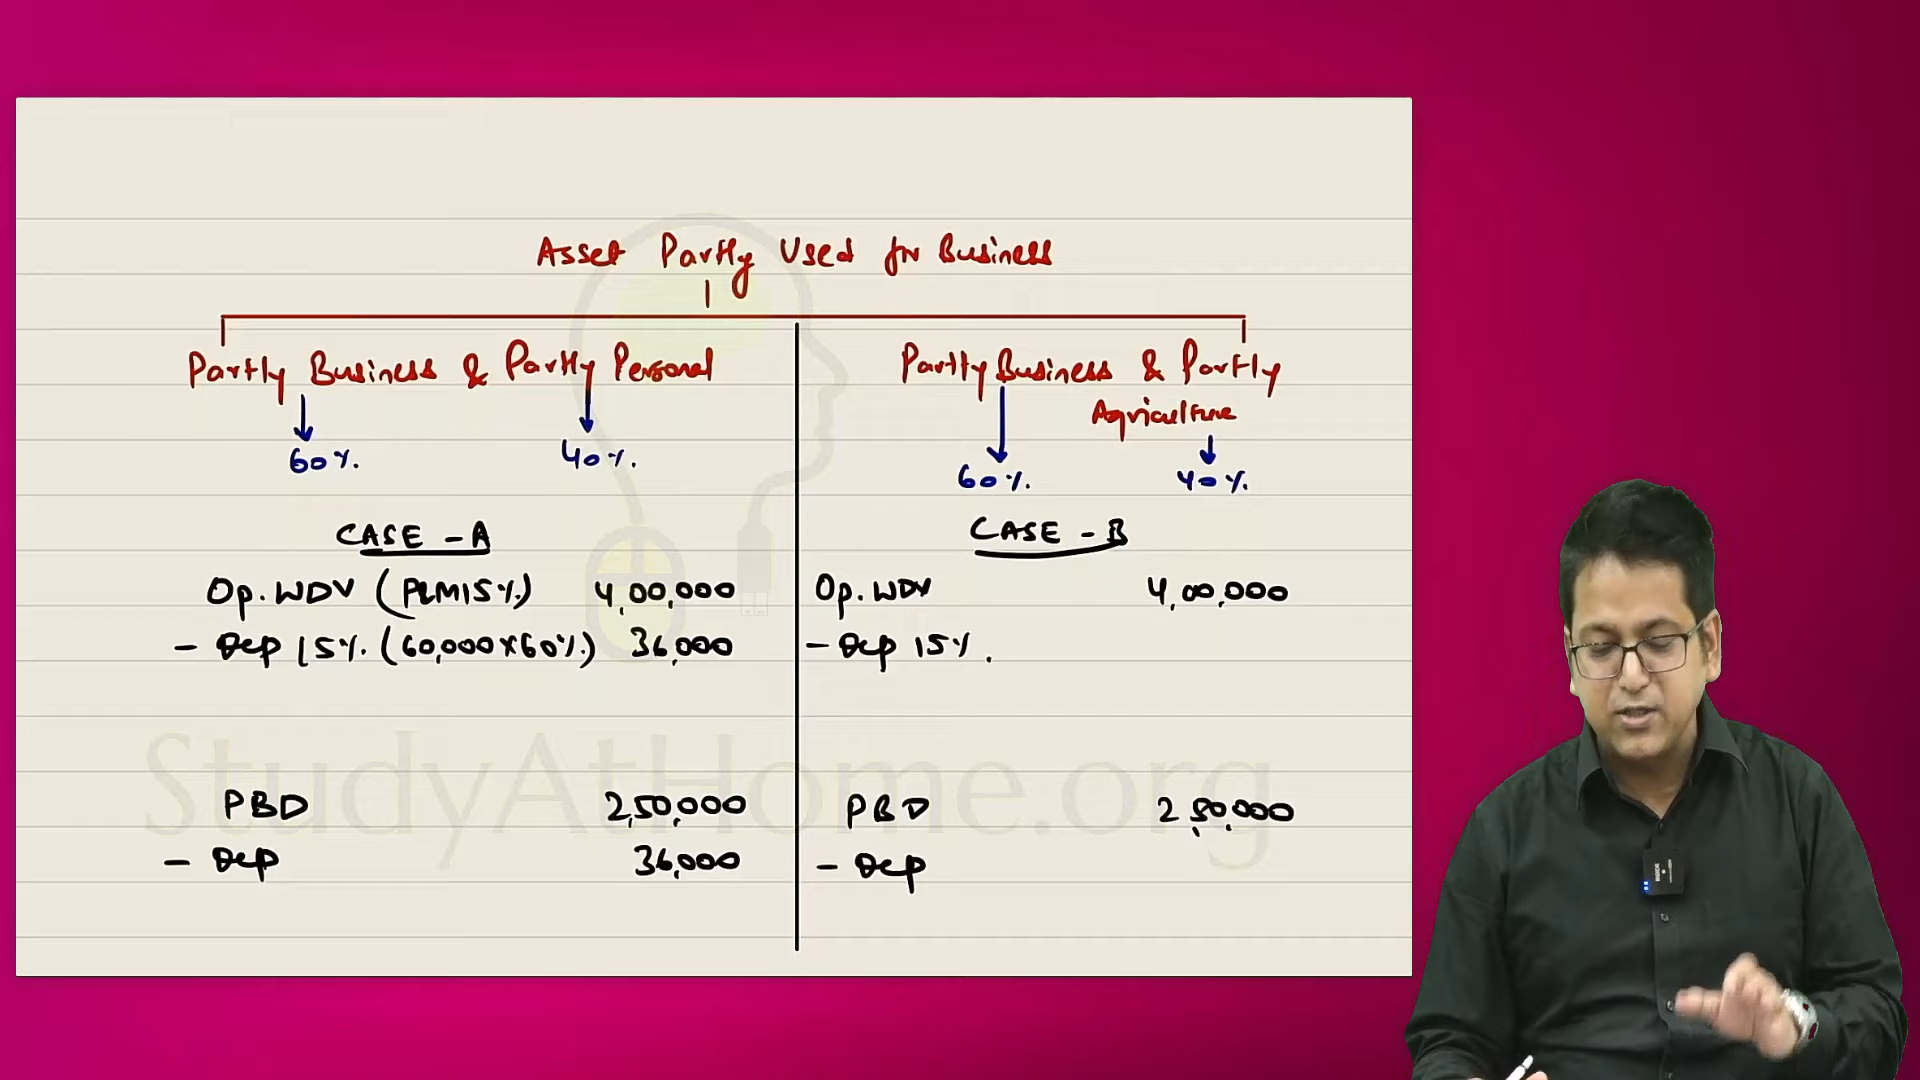 Asset Partly Used for Business
Partly Business & Partly Personal
60%. 40%.
CASE - A
Op. WDV (P&M 15%) 4,00,000
- Dep 15%. (60,000x60%) 36,000
PBD 2,50,000
- Dep 36,000
Partly Business & Partly
Agriculture
60%. 40%.
CASE - B
Op. WDV 4,00,000
- Dep 15%.
PBD 2,50,000
- Dep
StudyAtHome.org